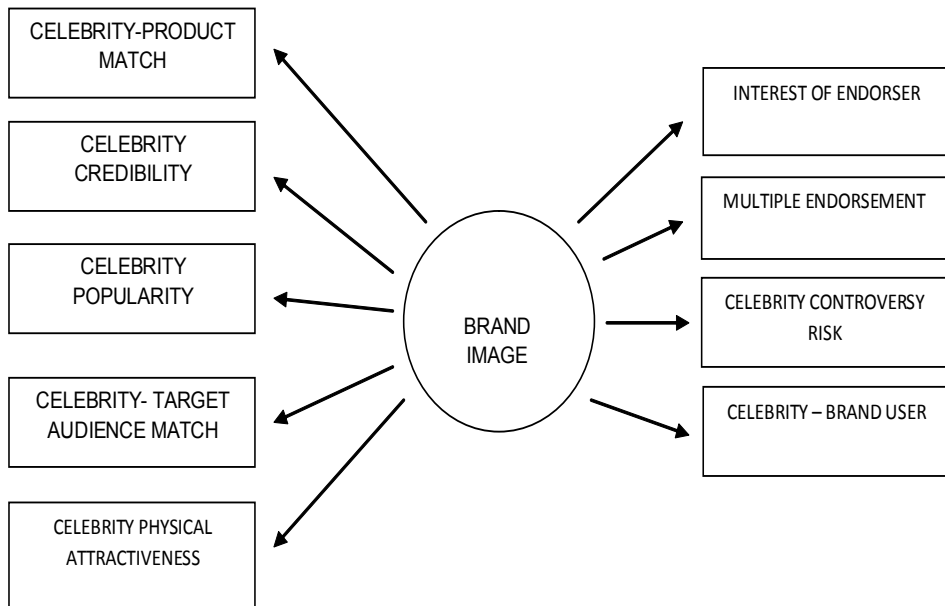 CELEBRITY-PRODUCT
MATCH
CELEBRITY
CREDIBILITY
CELEBRITY
POPULARITY
CELEBRITY- TARGET
AUDIENCE MATCH
CELEBRITY PHYSICAL
ATTRACTIVENESS
BRAND
IMAGE
INTEREST OF ENDORSER
MULTIPLE ENDORSEMENT
CELEBRITY CONTROVERSY
RISK
CELEBRITY – BRAND USER